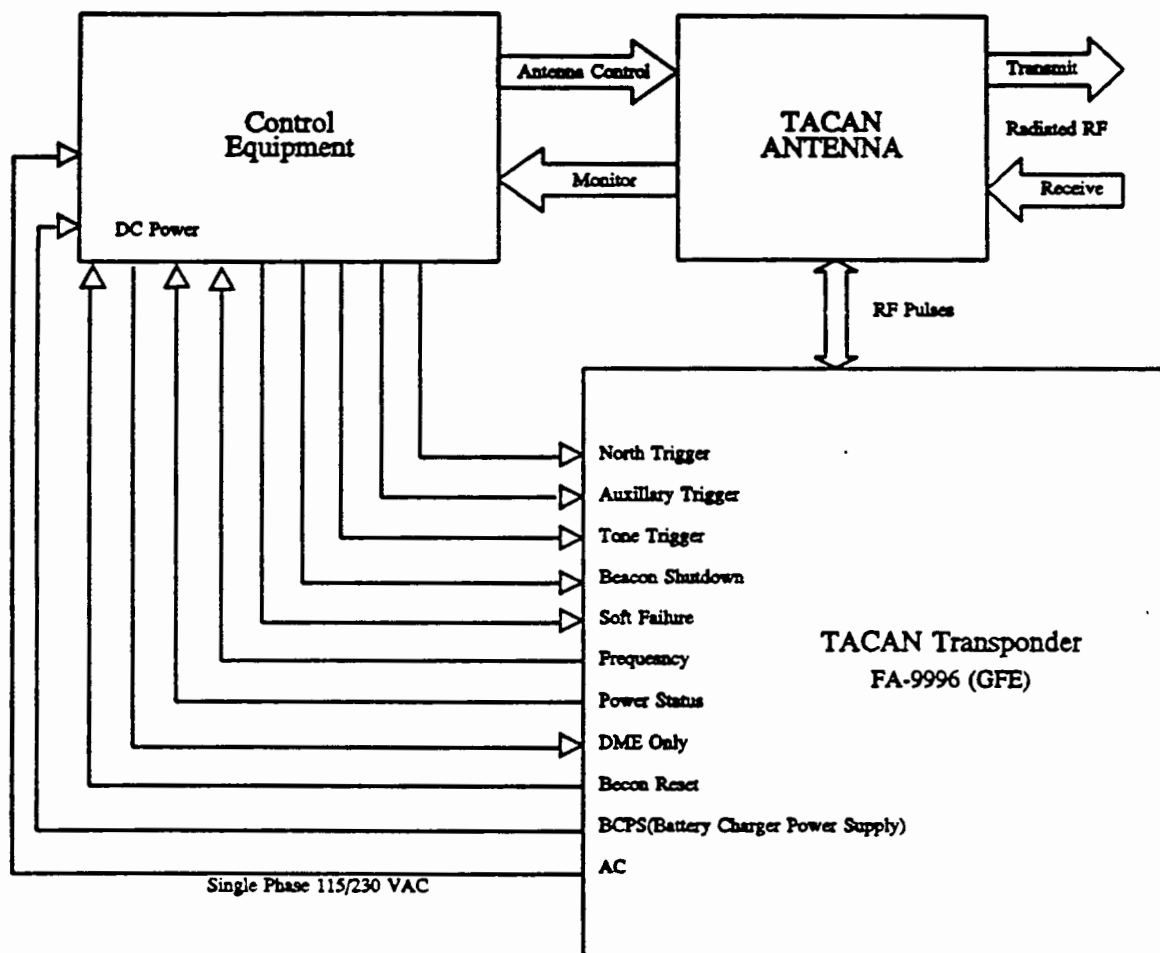 Control
Equipment
DC Power
Antenna Control
Monitor
TACAN
ANTENNA
Transmit
Radiated RF
Receive
RF Pulses
North Trigger
Auxillary Trigger
Tone Trigger
Beacon Shutdown
Soft Failure
Frequesncy
Power Status
DME Only
Becon Reset
BCPS(Battery Charger Power Supply)
AC
Single Phase 115/230 VAC
TACAN Transponder
FA-9996 (GFE)